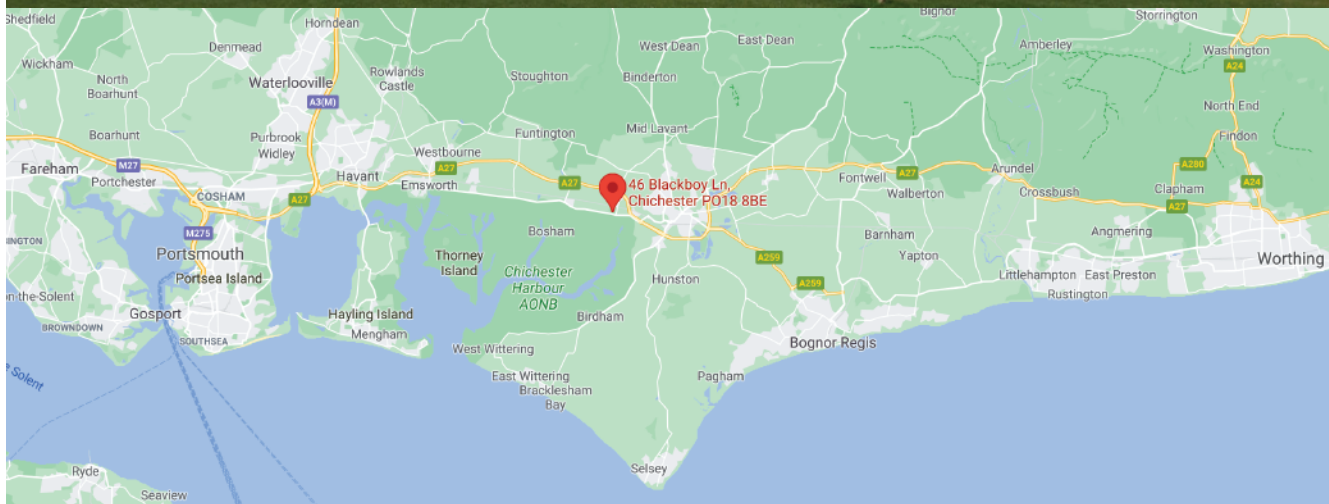 Shedfield
Horndean
Bignor
Storrington
Denmead
West Dean
East Dean
Amberley
Washington
Wickham
A24
North
Boarhunt
Waterlooville
Rowlands
Castle
Stoughton
Binderton
A3(M)
North End
Boarhunt
Purbrook
Widley
Funtington
Mid Lavant
Findon
Westbourne
M27
A27
A27
A280
Fareham
Portchester
Havant
Emsworth
A27
Fontwell
Arundel
COSHAM
A27
46 Blackboy Ln,
Chichester PO18 8BE
Walberton
Crossbush
Clapham
A24
A27
M275
Bosham
Barnham
Angmering
Portsmouth
Thorney
Island
A259
Yapton
Worthing
Portsea Island
Chichester
Harbour
AONB
Hunston
A259
Littlehampton
East Preston
Rustington
on-the-Solent
Gosport
Hayling Island
Birdham
BROWNDOWN
SOUTHSEA
Mengham
Bognor Regis
West Wittering
East Wittering
Bracklesham
Bay
Pagham
Solent
Ryde
Selsey
Seaview